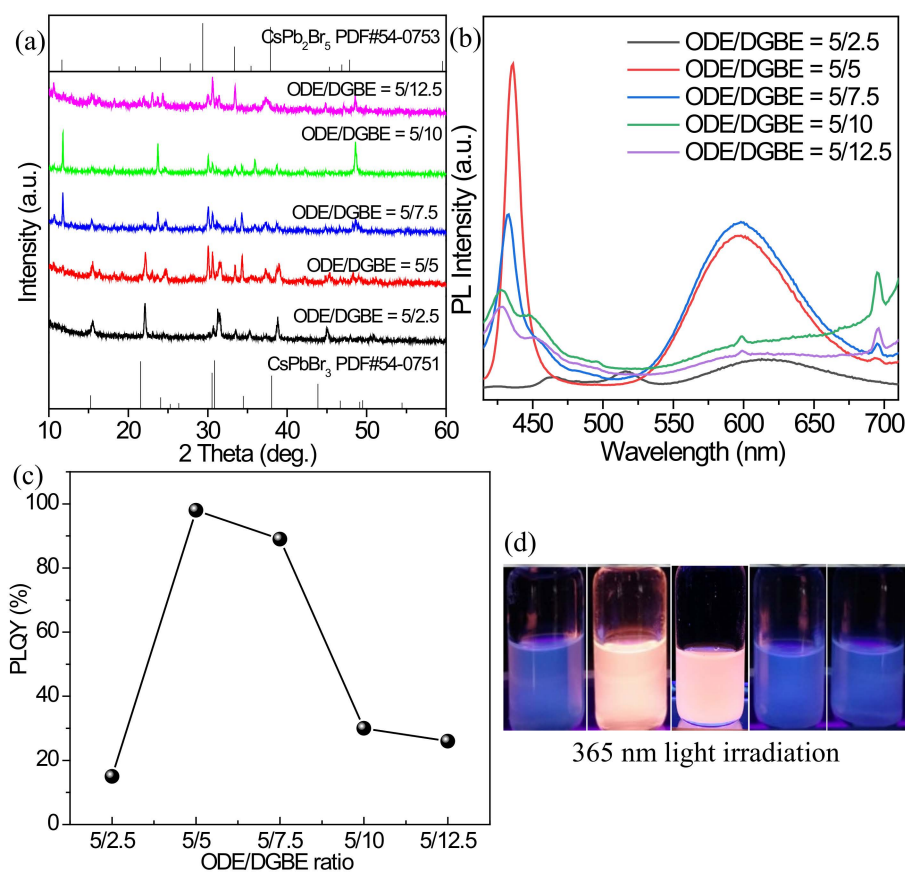 (a)
CsPb₂Br₅ PDF#54-0753
ODE/DGBE = 5/12.5
ODE/DGBE = 5/10
ODE/DGBE = 5/7.5
ODE/DGBE = 5/5
ODE/DGBE = 5/2.5
CsPbBr₃ PDF#54-0751
Intensity (a.u.)
10 20 30 40 50 60
2 Theta (deg.)
(b)
ODE/DGBE = 5/2.5
ODE/DGBE = 5/5
ODE/DGBE = 5/7.5
ODE/DGBE = 5/10
ODE/DGBE = 5/12.5
PL Intensity (a.u.)
450 500 550 600 650 700
Wavelength (nm)
(c)
100
80
60
40
20
0
PLQY (%)
5/2.5 5/5 5/7.5 5/10 5/12.5
ODE/DGBE ratio
(d)
365 nm light irradiation